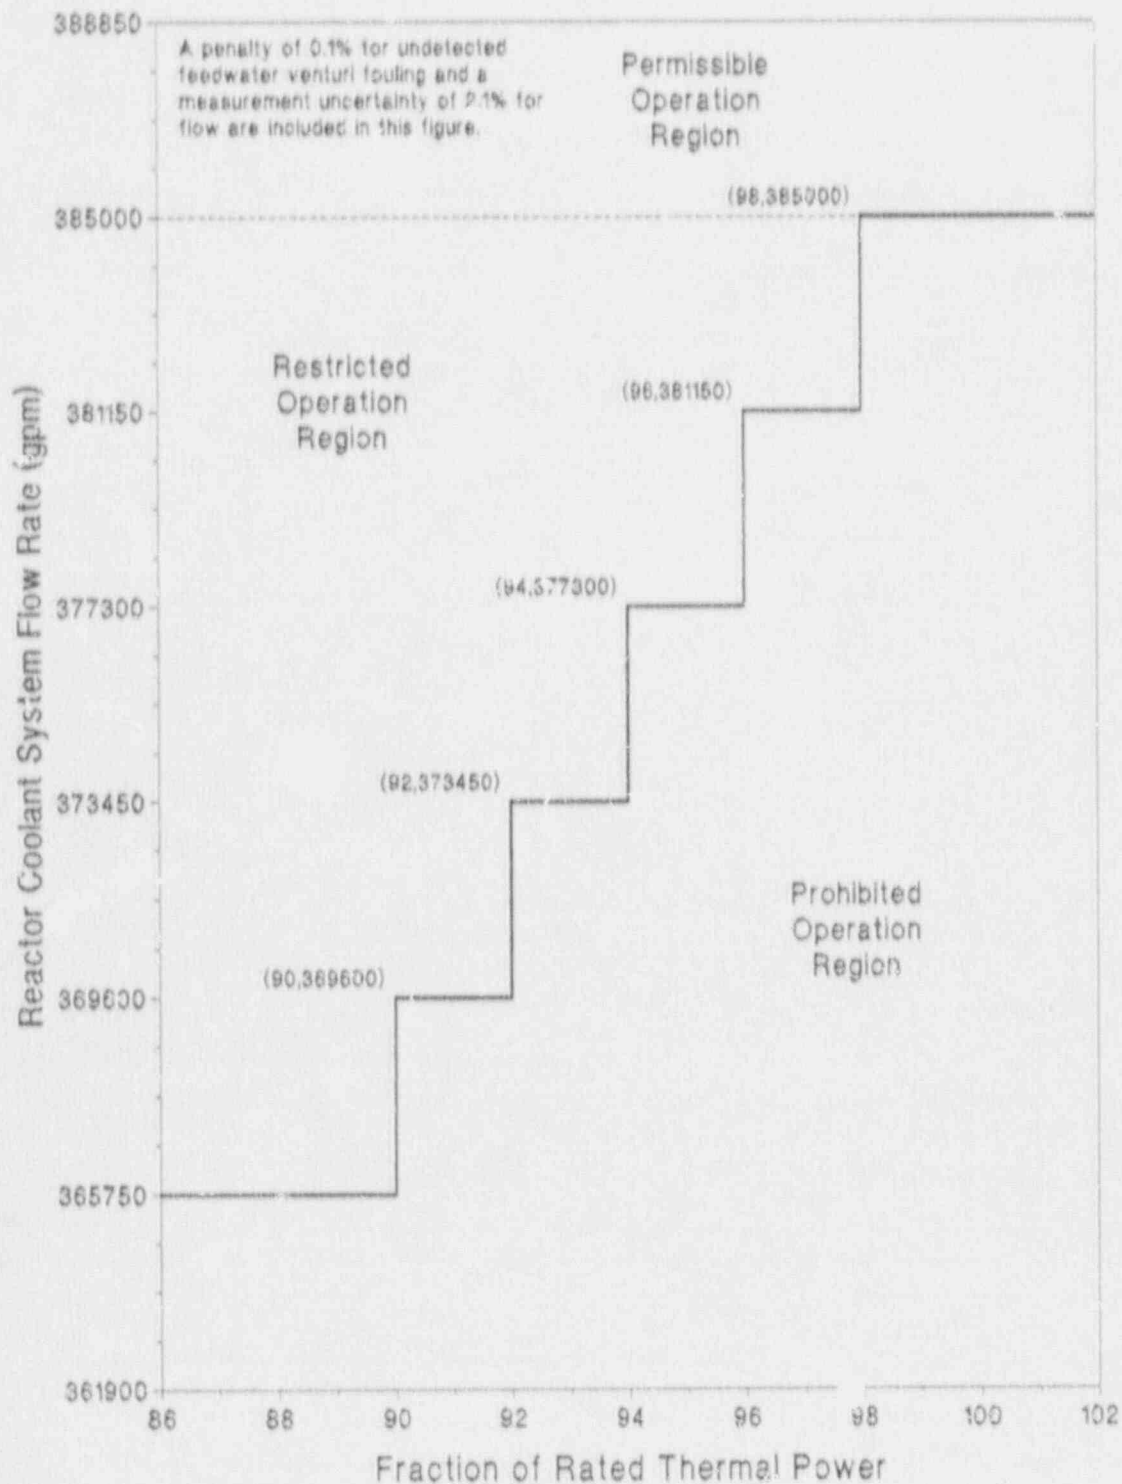 388850
A penalty of 0.1% for undetected
feedwater venturi fouling and a
measurement uncertainty of 2.1% for
flow are included in this figure.
Permissible
Operation
Region
(98,385000)
385000
Restricted
Operation
Region
(96,381150)
381150
(94,377300)
377300
(92,373450)
373450
Prohibited
Operation
Region
(90,369600)
369600
365750
361900
86 88 90 92 94 96 98 100 102
Reactor Coolant System Flow Rate (gpm)
Fraction of Rated Thermal Power